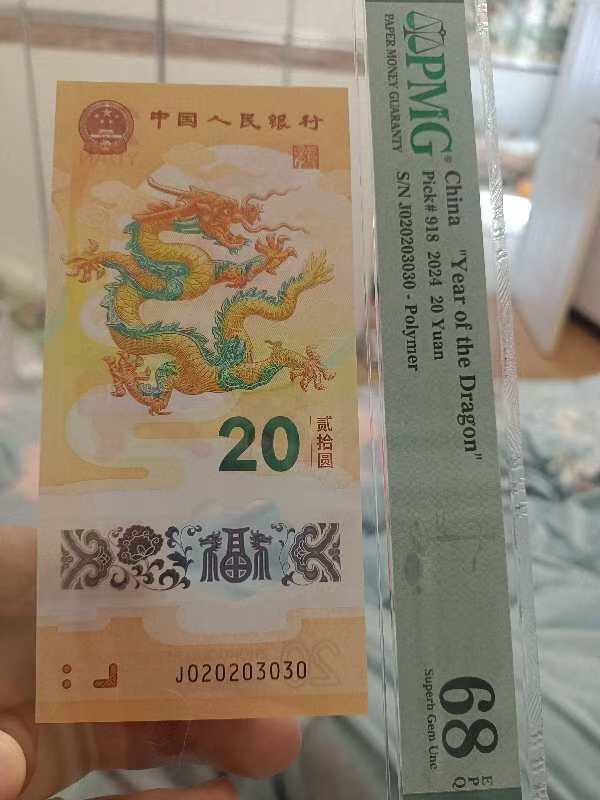 中国人民银行
20
贰拾圆
J020203030
PMG
PAPER MONEY GUARANTY
China "Year of the Dragon"
Pick# 918 2024 20 Yuan
S/N J020203030 - Polymer
68 EPQ
Superb Gem Unc